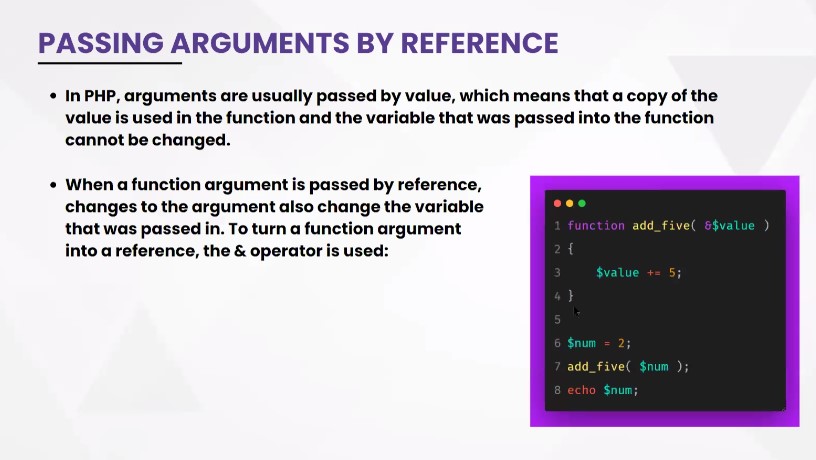 PASSING ARGUMENTS BY REFERENCE
• In PHP, arguments are usually passed by value, which means that a copy of the
value is used in the function and the variable that was passed into the function
cannot be changed.
• When a function argument is passed by reference,
changes to the argument also change the variable
that was passed in. To turn a function argument
into a reference, the & operator is used:
1 function add_five( &$value )
2 {
3     $value += 5;
4 }
5
6 $num = 2;
7 add_five( $num );
8 echo $num;